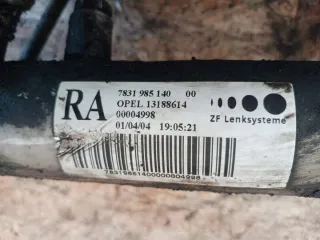 RA
7831 985 140 00
OPEL 13188614
00004998
01/04/04 19:05:21
ZF Lenksysteme